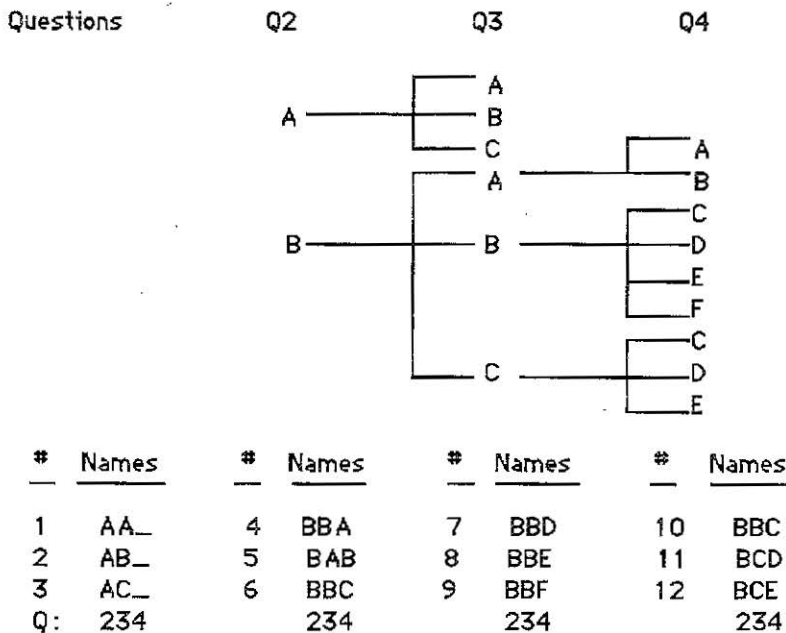 Questions Q2 Q3 Q4
A
A B
C A
A B
C
B B D
E
F
C
C D
E
# Names # Names # Names # Names
1 AA_ 4 BBA 7 BBD 10 BBC
2 AB_ 5 BAB 8 BBE 11 BCD
3 AC_ 6 BBC 9 BBF 12 BCE
Q: 234 234 234 234